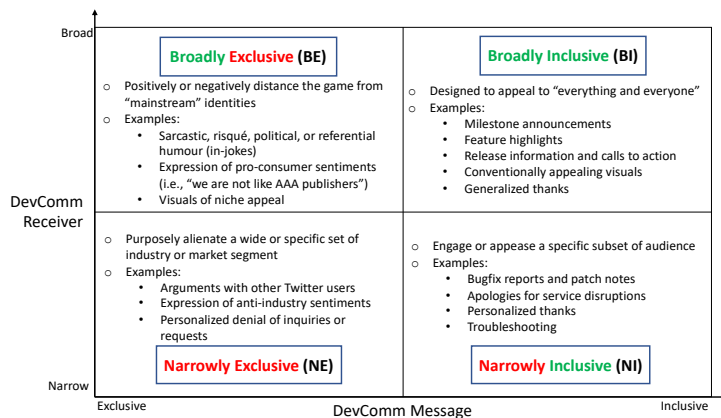 Broad
Broadly Exclusive (BE)
o Positively or negatively distance the game from
"mainstream" identities
o Examples:
• Sarcastic, risqué, political, or referential
humour (in-jokes)
• Expression of pro-consumer sentiments
(i.e., "we are not like AAA publishers")
• Visuals of niche appeal
Broadly Inclusive (BI)
o Designed to appeal to "everything and everyone"
o Examples:
• Milestone announcements
• Feature highlights
• Release information and calls to action
• Conventionally appealing visuals
• Generalized thanks
DevComm
Receiver
o Purposely alienate a wide or specific set of
industry or market segment
o Examples:
• Arguments with other Twitter users
• Expression of anti-industry sentiments
• Personalized denial of inquiries or
requests
Narrowly Exclusive (NE)
o Engage or appease a specific subset of audience
o Examples:
• Bugfix reports and patch notes
• Apologies for service disruptions
• Personalized thanks
• Troubleshooting
Narrowly Inclusive (NI)
Narrow
Exclusive
DevComm Message
Inclusive